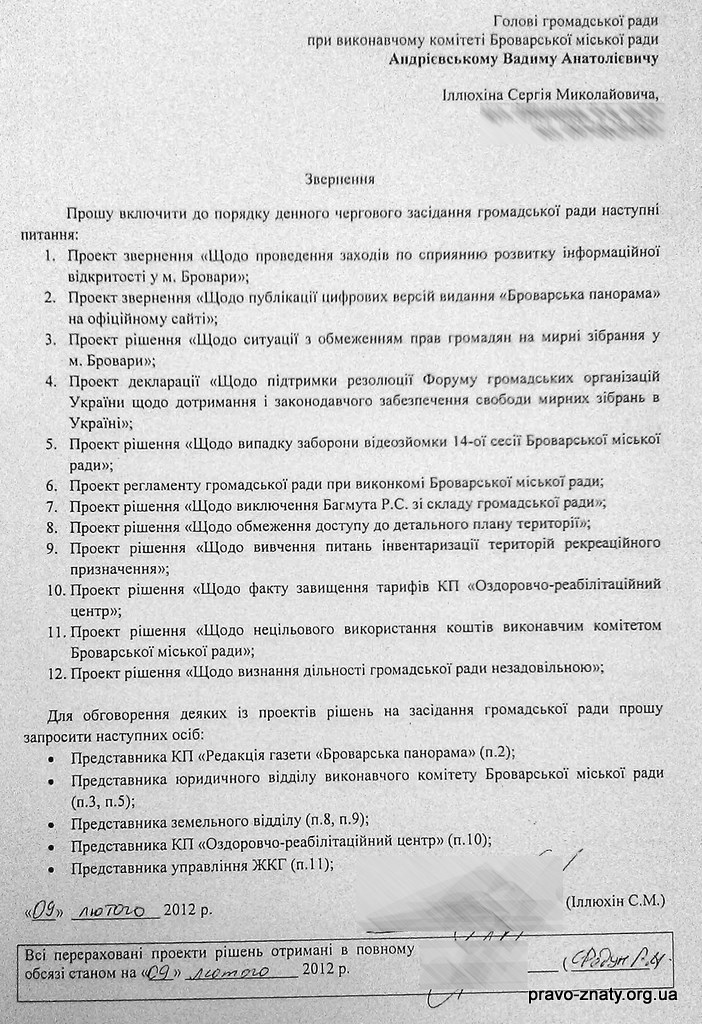 Голові громадської ради
при виконавчому комітеті Броварської міської ради
Андрієвському Вадиму Анатолієвичу
Іллюхіна Сергія Миколайовича,
Звернення
Прошу включити до порядку денного чергового засідання громадської ради наступні
питання:
1. Проект звернення «Щодо проведення заходів по сприянню розвитку інформаційної
відкритості у м. Бровари»;
2. Проект звернення «Щодо публікації цифрових версій видання «Броварська панорама»
на офіційному сайті»;
3. Проект рішення «Щодо ситуації з обмеженням прав громадян на мирні зібрання у
м. Бровари»;
4. Проект декларації «Щодо підтримки резолюції Форуму громадських організацій
України щодо дотримання і законодавчого забезпечення свободи мирних зібрань в
Україні»;
5. Проект рішення «Щодо випадку заборони відеозйомки 14-ої сесії Броварської міської
ради»;
6. Проект регламенту громадської ради при виконкомі Броварської міської ради;
7. Проект рішення «Щодо виключення Багмута Р.С. зі складу громадської ради»;
8. Проект рішення «Щодо обмеження доступу до детального плану території»;
9. Проект рішення «Щодо вивчення питань інвентаризації територій рекреаційного
призначення»;
10. Проект рішення «Щодо факту завищення тарифів КП «Оздоровчо-реабілітаційний
центр»;
11. Проект рішення «Щодо нецільового використання коштів виконавчим комітетом
Броварської міської ради»;
12. Проект рішення «Щодо визнання дільності громадської ради незадовільною»;
Для обговорення деяких із проектів рішень на засідання громадської ради прошу
запросити наступних осіб:
• Представника КП «Редакція газети «Броварська панорама» (п.2);
• Представника юридичного відділу виконавчого комітету Броварської міської ради
(п.3, п.5);
• Представника земельного відділу (п.8, п.9);
• Представника КП «Оздоровчо-реабілітаційний центр» (п.10);
• Представника управління ЖКГ (п.11);
«09» лютого 2012 р. (Іллюхін С.М.)
Всі перераховані проекти рішень отримані в повному
обсязі станом на «09» лютого 2012 р.
pravo-znaty.org.ua